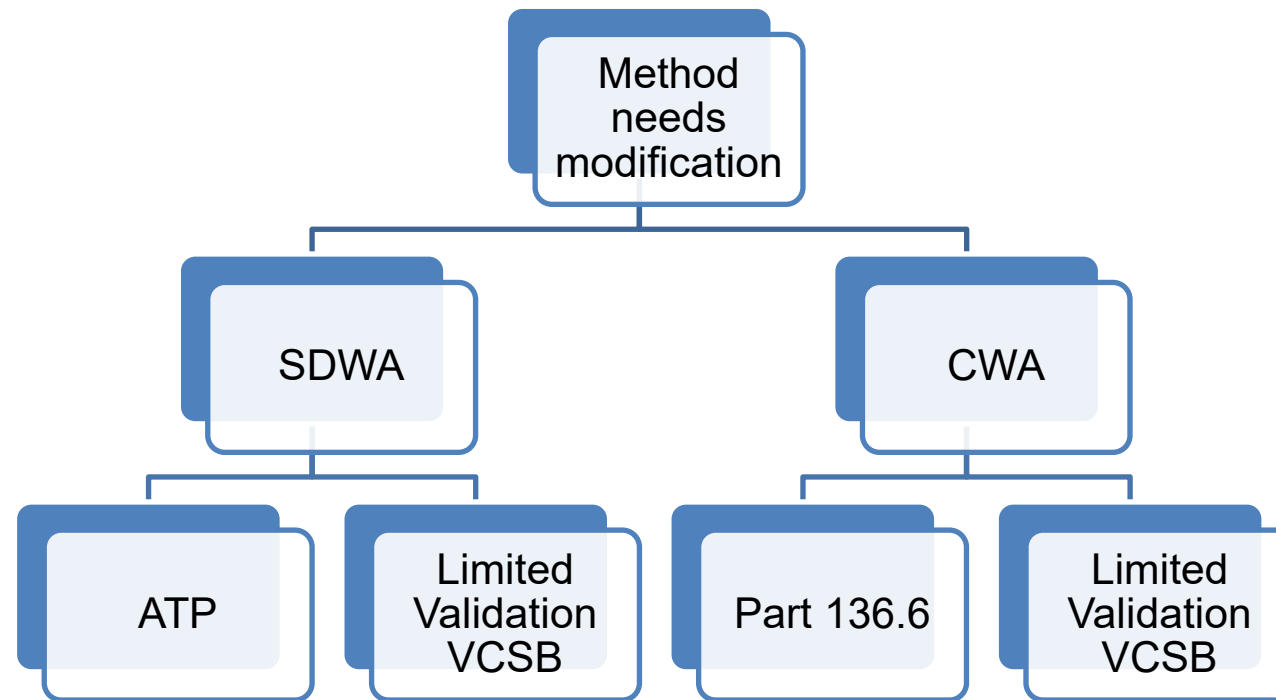 Method
needs
modification
SDWA
CWA
ATP
Limited
Validation
VCSB
Part 136.6
Limited
Validation
VCSB